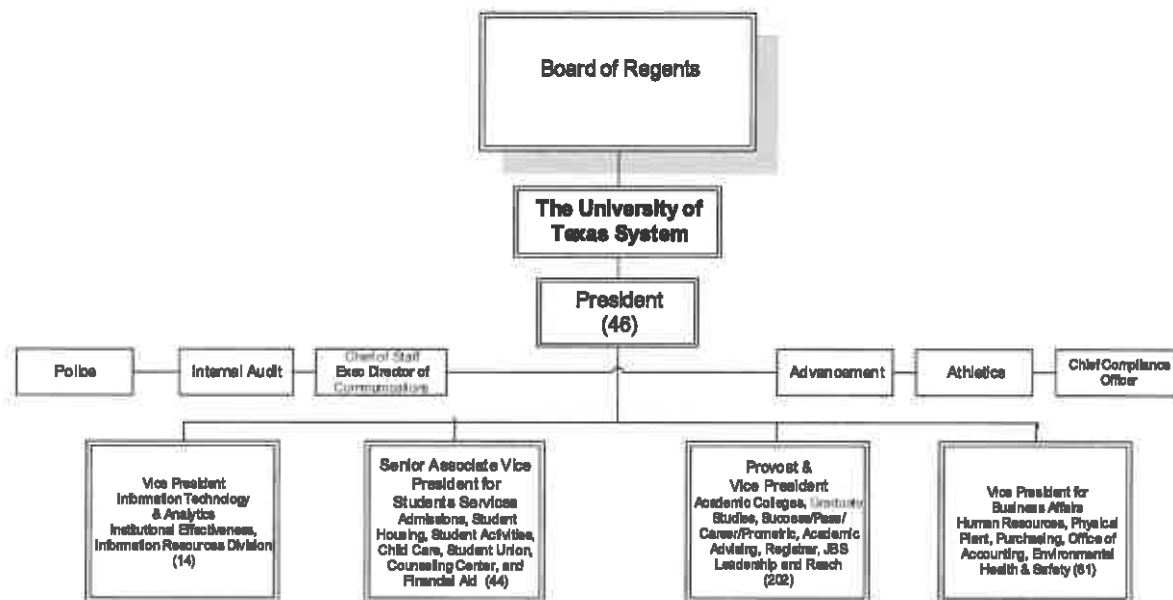 Board of Regents
The University of
Texas System
President
(46)
Police
Internal Audit
Chief of Staff
Exec Director of
Communications
Advancement
Athletics
Chief Compliance
Officer
Vice President
Information Technology
& Analytics
Institutional Effectiveness,
Information Resources Division
(14)
Senior Associate Vice
President for
Students Services
Admissions, Student
Housing, Student Activities,
Child Care, Student Union,
Counseling Center, and
Financial Aid (44)
Provost &
Vice President
Academic Colleges, Graduate
Studies, Success/Pass/
Career/Prometric, Academic
Advising, Registrar, JBS
Leadership and Reach
(202)
Vice President for
Business Affairs
Human Resources, Physical
Plant, Purchasing, Office of
Accounting, Environmental
Health & Safety (61)